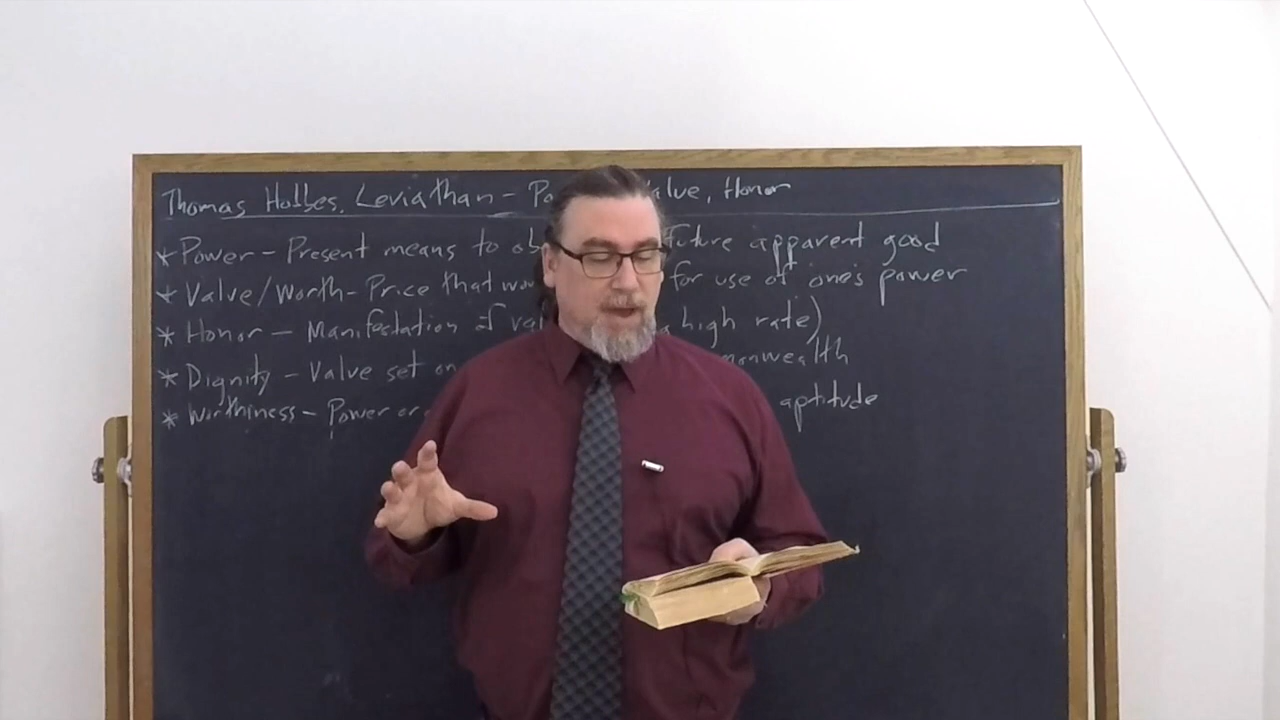 Thomas Hobbes, Leviathan - Po alue, Honor
* Power - Present means to ob Future apparent good
* Value/Worth - Price that wou for use of one's power
* Honor - Manifestation of val high rate)
* Dignity - Value set on monwealth
* Worthiness - Power or aptitude